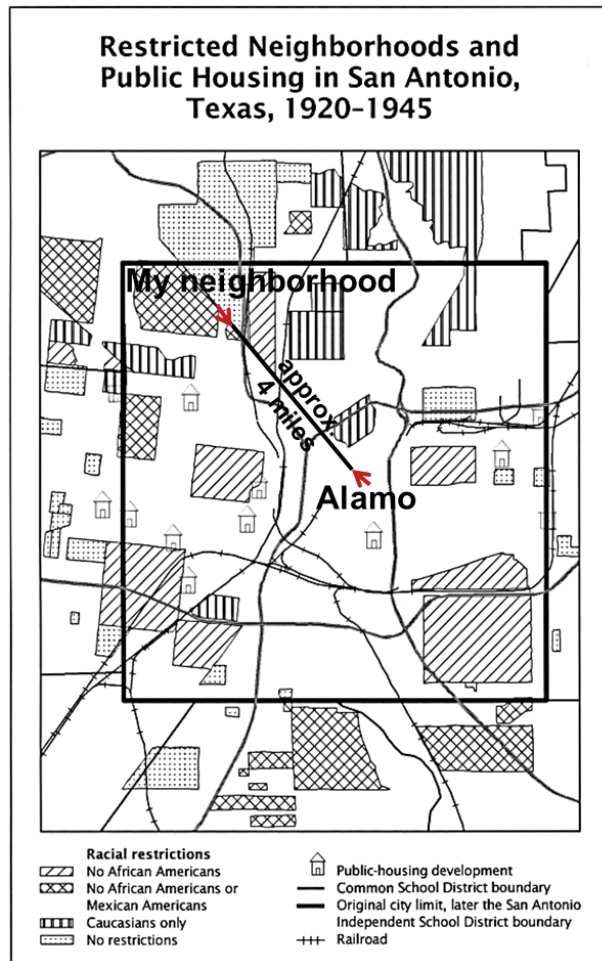 Restricted Neighborhoods and
Public Housing in San Antonio,
Texas, 1920–1945
My neighborhood
approx.
4 miles
Alamo
Racial restrictions
No African Americans
No African Americans or
Mexican Americans
Caucasians only
No restrictions
Public-housing development
Common School District boundary
Original city limit, later the San Antonio
Independent School District boundary
Railroad